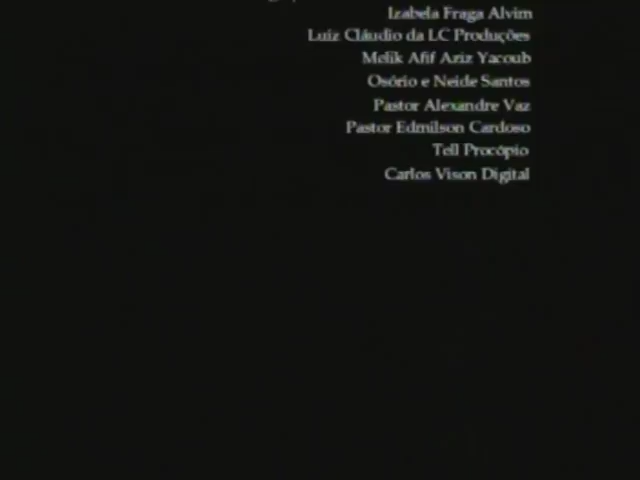 Izabela Fraga Alvim
Luiz Cláudio da LC Produções
Melik Afif Aziz Yacoub
Osório e Neide Santos
Pastor Alexandre Vaz
Pastor Edmilson Cardoso
Tell Procópio
Carlos Vison Digital